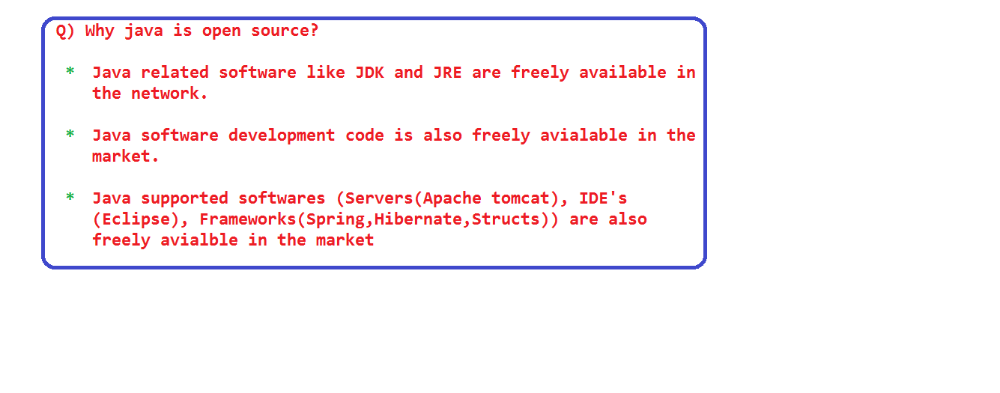 Q) Why java is open source?
* Java related software like JDK and JRE are freely available in
the network.
* Java software development code is also freely avialable in the
market.
* Java supported softwares (Servers(Apache tomcat), IDE's
(Eclipse), Frameworks(Spring,Hibernate,Structs)) are also
freely avialble in the market